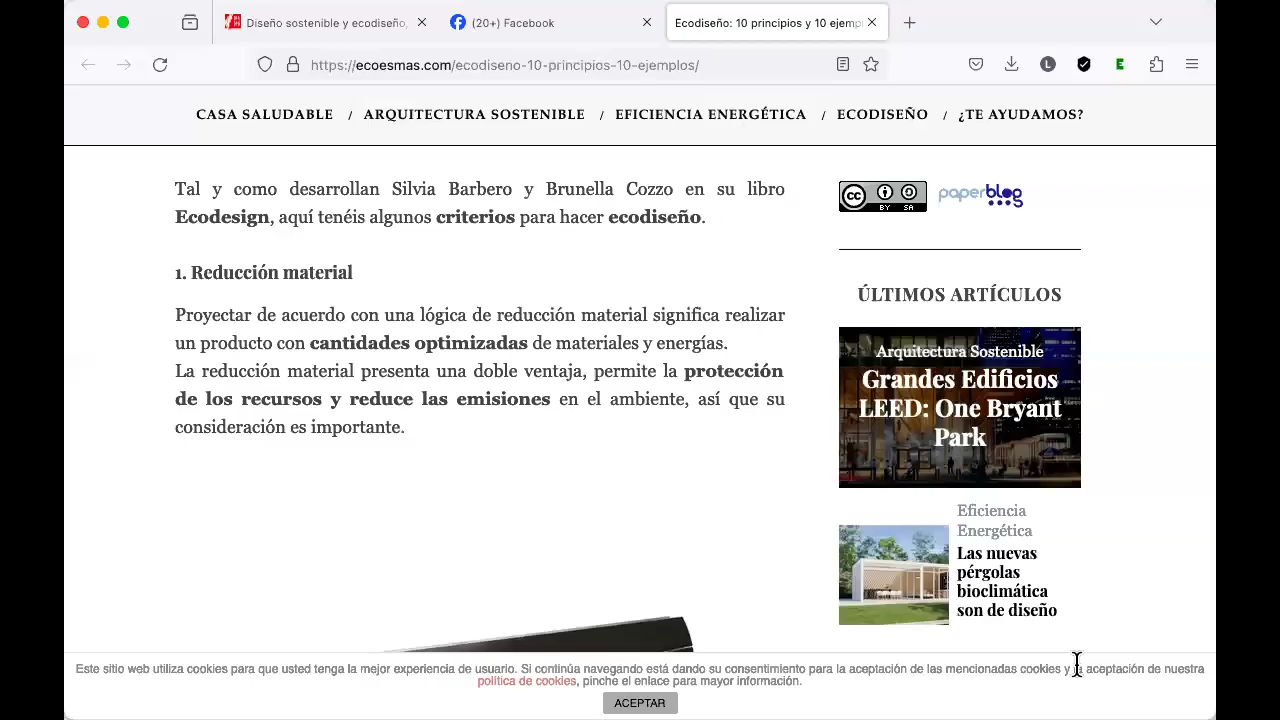 Diseño sostenible y ecodiseño,
(20+) Facebook
Ecodiseño: 10 principios y 10 ejemp
https://ecoesmas.com/ecodiseno-10-principios-10-ejemplos/
CASA SALUDABLE / ARQUITECTURA SOSTENIBLE / EFICIENCIA ENERGÉTICA / ECODISEÑO / ¿TE AYUDAMOS?
Tal y como desarrollan Silvia Barbero y Brunella Cozzo en su libro
Ecodesign, aquí tenéis algunos criterios para hacer ecodiseño.
1. Reducción material
Proyectar de acuerdo con una lógica de reducción material significa realizar
un producto con cantidades optimizadas de materiales y energías.
La reducción material presenta una doble ventaja, permite la protección
de los recursos y reduce las emisiones en el ambiente, así que su
consideración es importante.
cc BY SA
paperblog
ÚLTIMOS ARTÍCULOS
Arquitectura Sostenible
Grandes Edificios
LEED: One Bryant
Park
Eficiencia
Energética
Las nuevas
pérgolas
bioclimática
son de diseño
Este sitio web utiliza cookies para que usted tenga la mejor experiencia de usuario. Si continúa navegando está dando su consentimiento para la aceptación de las mencionadas cookies y la aceptación de nuestra
política de cookies, pinche el enlace para mayor información.
ACEPTAR